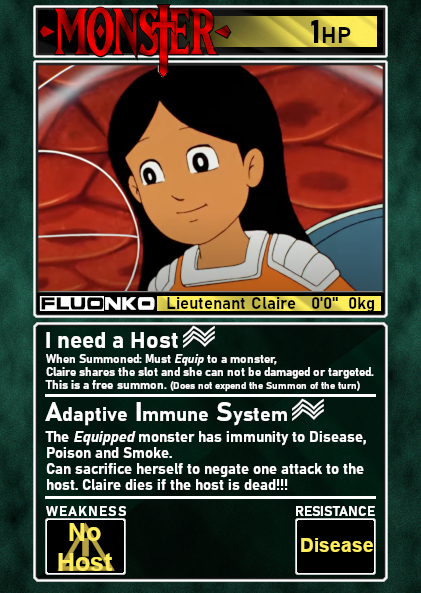 MONSTER
1HP
FLUONKO Lieutenant Claire 0'0" 0kg
I need a Host
When Summoned: Must Equip to a monster,
Claire shares the slot and she can not be damaged or targeted.
This is a free summon. (Does not expend the Summon of the turn)
Adaptive Immune System
The Equipped monster has immunity to Disease,
Poison and Smoke.
Can sacrifice herself to negate one attack to the
host. Claire dies if the host is dead!!!
WEAKNESS
RESISTANCE
No
Host
Disease